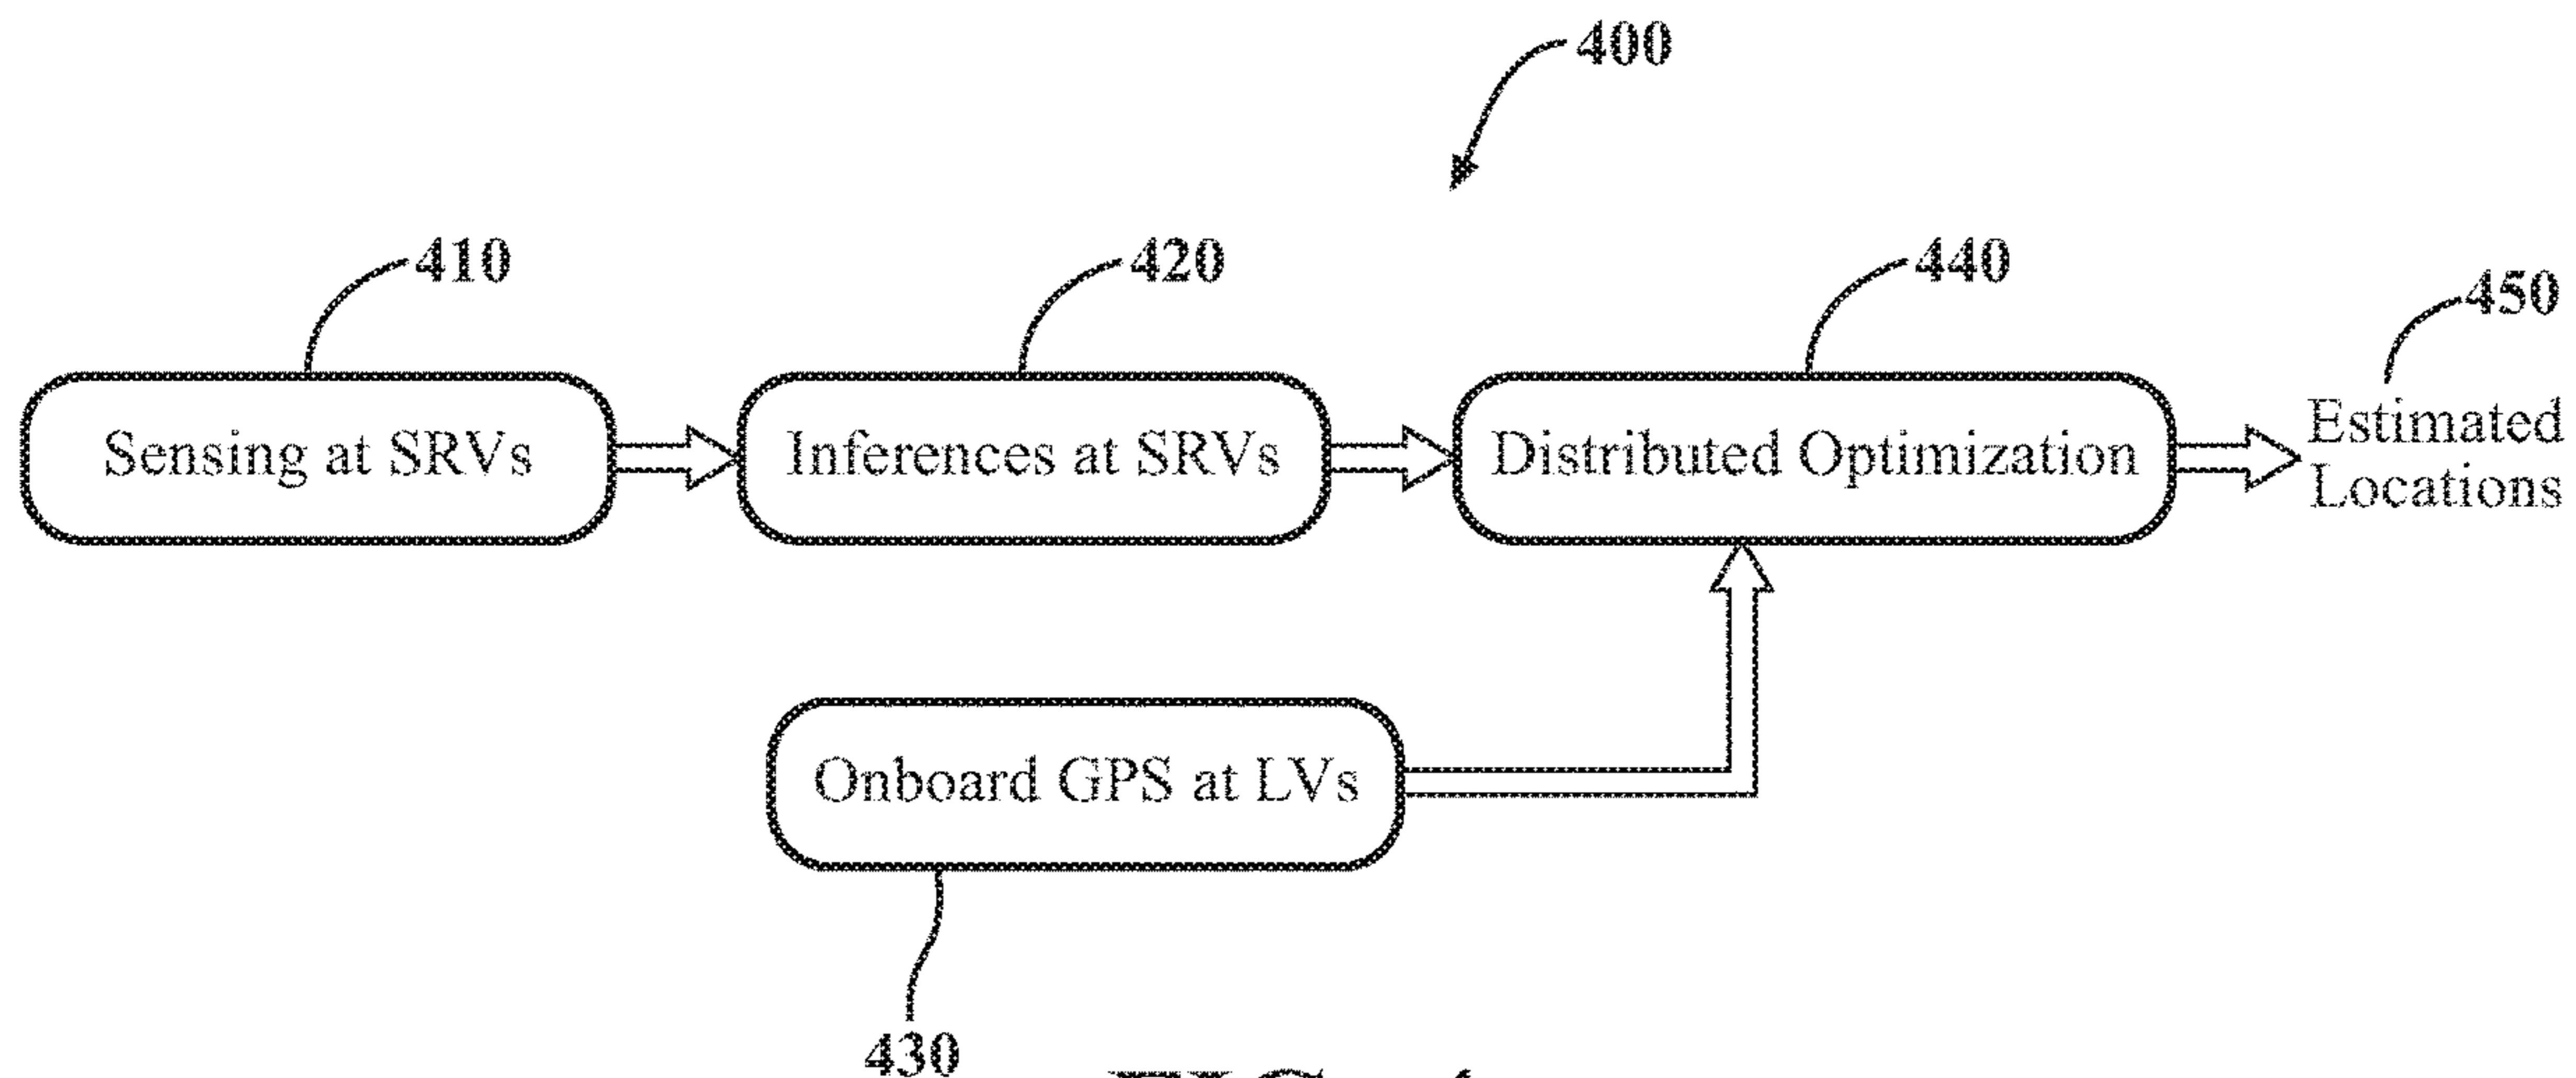 400
410
420
440
450
Sensing at SRVs
Inferences at SRVs
Distributed Optimization
Estimated
Locations
Onboard GPS at LVs
430